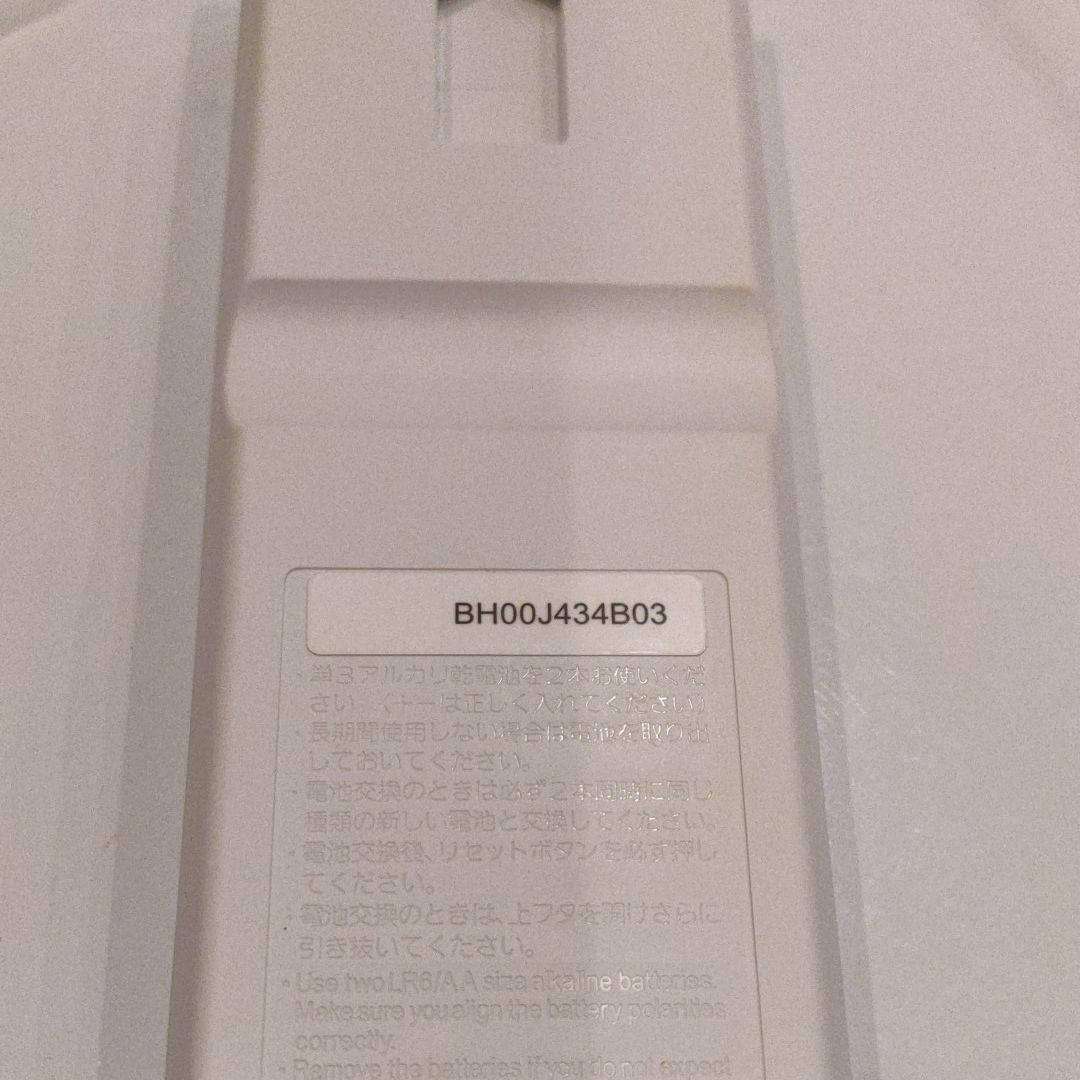 BH00J434B03
・単3アルカリ乾電池を2本お使いくだ
さい。(+−は正しく入れてください)
・長期間使用しない場合は電池を取り出
しておいてください。
・電池交換のときは必ず2本同時に同じ
種類の新しい電池と交換してください。
・電池交換後、リセットボタンを必ず押し
てください。
・電池交換のときは、上フタを開けさらに
引き抜いてください。
・Use two LR6/AA size alkaline batteries.
Make sure you align the battery polarities
correctly.
・Remove the batteries if you do not expect